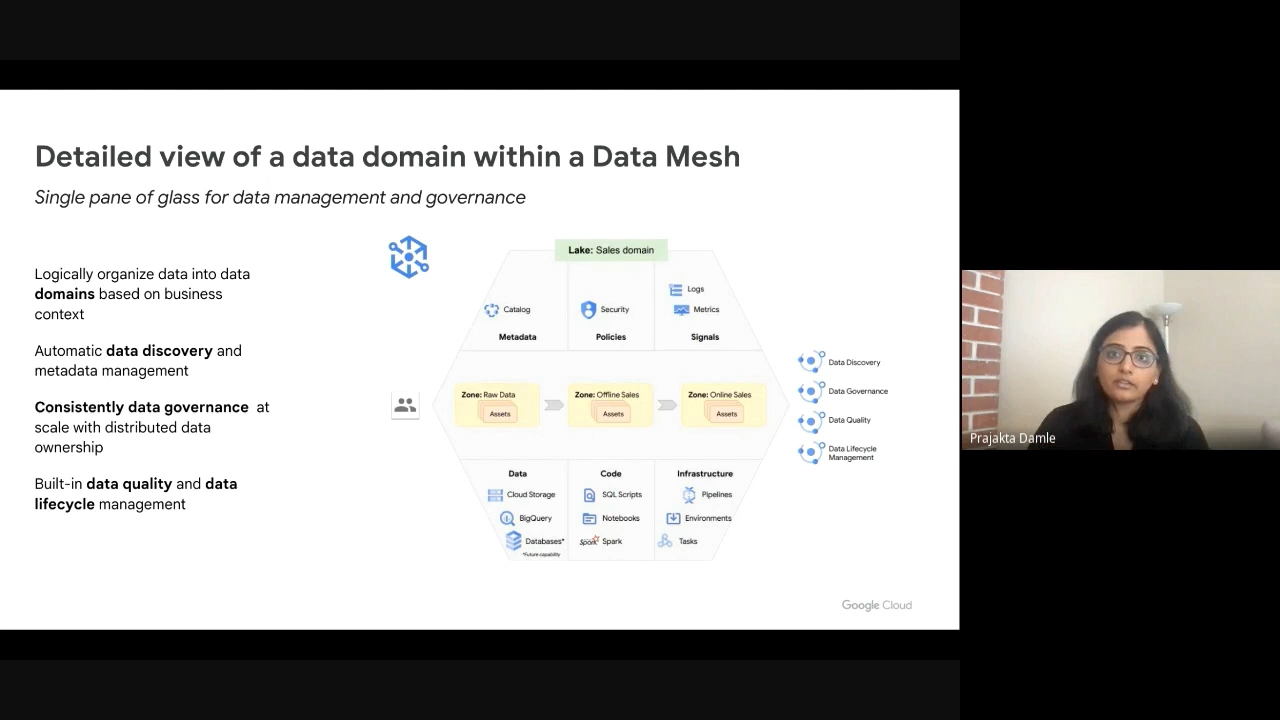 Detailed view of a data domain within a Data Mesh
Single pane of glass for data management and governance
Logically organize data into data
domains based on business
context
Automatic data discovery and
metadata management
Consistently data governance at
scale with distributed data
ownership
Built-in data quality and data
lifecycle management
Lake: Sales domain
Catalog
Metadata
Security
Policies
Logs
Metrics
Signals
Zone: Raw Data
Assets
Zone: Offline Sales
Assets
Zone: Online Sales
Assets
Data
Cloud Storage
BigQuery
Databases*
*Future capability
Code
SQL Scripts
Notebooks
Spark
Spark
Infrastructure
Pipelines
Environments
Tasks
Data Discovery
Data Governance
Data Quality
Data Lifecycle
Management
Google Cloud
Prajakta Damle